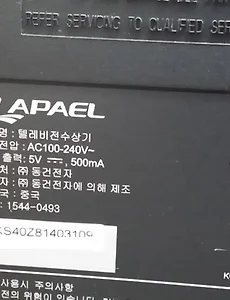 REFER SERVICING TO QUALIFIED SER
APAEL
명: 텔레비전수상기
전압: AC100-240V~
출력: 5V ⎓, 500mA
처: (주) 동건전자
(주) 동건전자에 의해 제조
국: 중국
: 1544-0493
KS40Z81403109
사용시 주의사항
전의 위험이 있습니